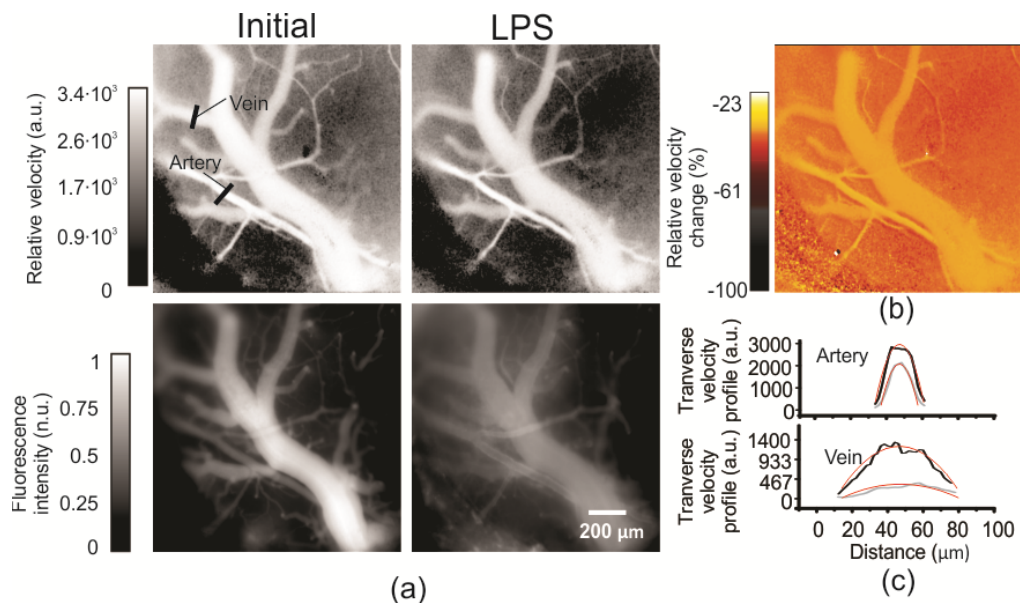 Initial
LPS
Relative velocity (a.u.)
3.4·10³
2.6·10³
1.7·10³
0.9·10³
0
Vein
Artery
Relative velocity
change (%)
-23
-61
-100
(b)
Fluorescence
intensity (n.u.)
1
0.75
0.5
0.25
0
200 µm
(a)
Tranverse
velocity
profile (a.u.)
3000
2000
1000
0
Artery
Tranverse
velocity
profile (a.u.)
1400
933
467
0
Vein
0 20 40 60 80 100
Distance (µm)
(c)